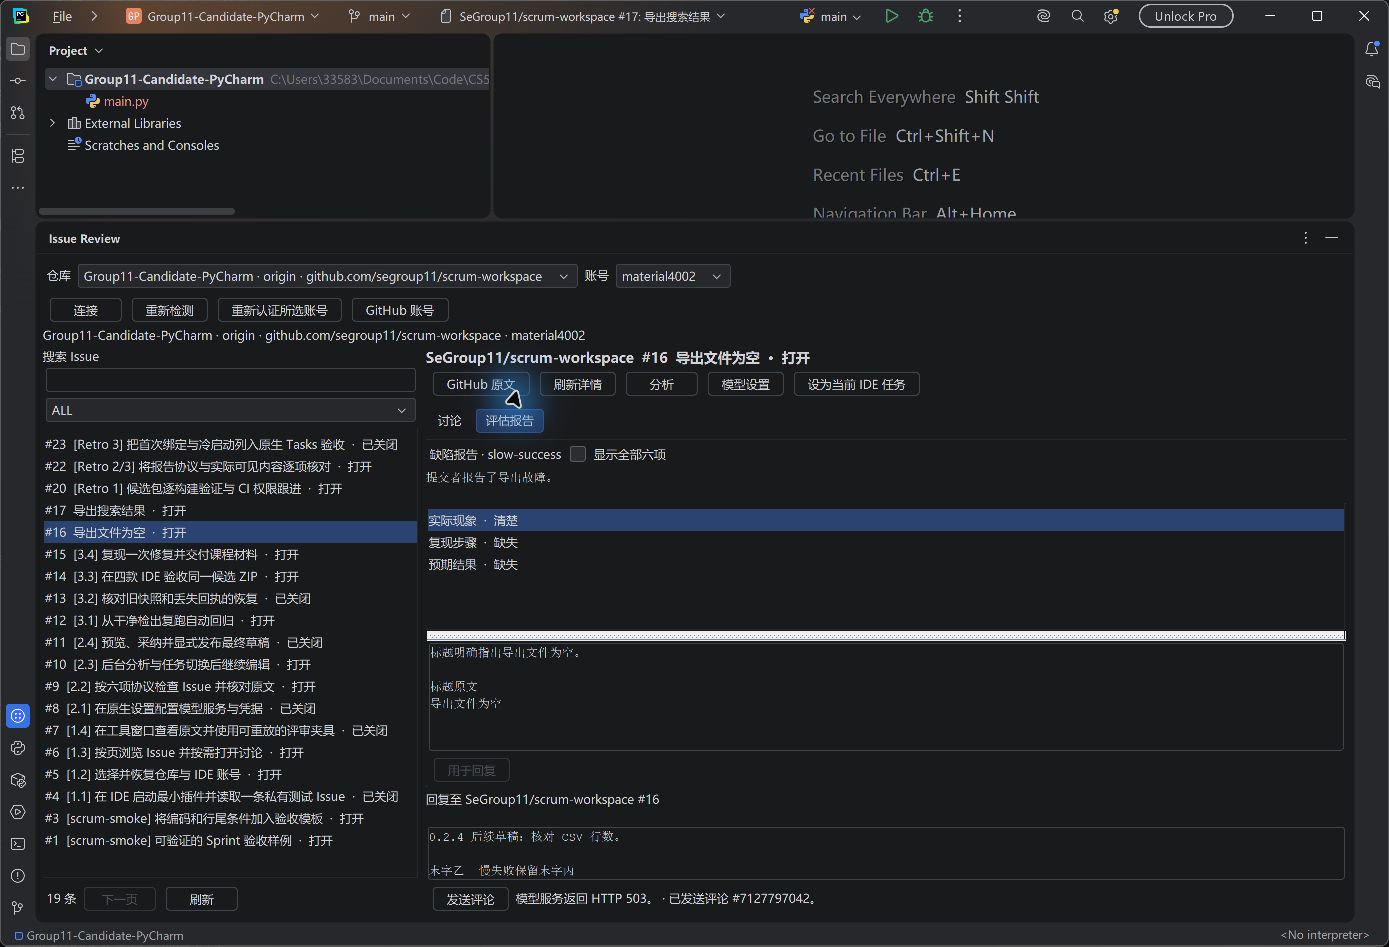 File
GP Group11-Candidate-PyCharm main SeGroup11/scrum-workspace #17: 导出搜索结果 main Unlock Pro
Project
Group11-Candidate-PyCharm C:\Users\33583\Documents\Code\CS5
main.py
External Libraries
Scratches and Consoles
Search Everywhere Shift Shift
Go to File Ctrl+Shift+N
Recent Files Ctrl+E
Navigation Bar Alt+Home
Issue Review
仓库 Group11-Candidate-PyCharm · origin · github.com/segroup11/scrum-workspace 账号 material4002
连接 重新检测 重新认证所选账号 GitHub 账号
Group11-Candidate-PyCharm · origin · github.com/segroup11/scrum-workspace · material4002
搜索 Issue
ALL
#23 [Retro 3] 把首次绑定与冷启动列入原生 Tasks 验收 · 已关闭
#22 [Retro 2/3] 将报告协议与实际可见内容逐项核对 · 打开
#20 [Retro 1] 候选包逐构建验证与 CI 权限跟进 · 打开
#17 导出搜索结果 · 打开
#16 导出文件为空 · 打开
#15 [3.4] 复现一次修复并交付课程材料 · 打开
#14 [3.3] 在四款 IDE 验收同一候选 ZIP · 打开
#13 [3.2] 核对旧快照和丢失回执的恢复 · 已关闭
#12 [3.1] 从干净检出复跑自动回归 · 打开
#11 [2.4] 预览、采纳并显式发布最终草稿 · 已关闭
#10 [2.3] 后台分析与任务切换后继续编辑 · 打开
#9 [2.2] 按六项协议检查 Issue 并核对原文 · 打开
#8 [2.1] 在原生设置配置模型服务与凭据 · 已关闭
#7 [1.4] 在工具窗口查看原文并使用可重放的评审夹具 · 已关闭
#6 [1.3] 按页浏览 Issue 并按需打开讨论 · 打开
#5 [1.2] 选择并恢复仓库与 IDE 账号 · 打开
#4 [1.1] 在 IDE 启动最小插件并读取一条私有测试 Issue · 已关闭
#3 [scrum-smoke] 将编码和行尾条件加入验收模板 · 打开
#1 [scrum-smoke] 可验证的 Sprint 验收样例 · 打开
19 条 下一页 刷新
SeGroup11/scrum-workspace #16 导出文件为空 • 打开
GitHub 原文 刷新详情 分析 模型设置 设为当前 IDE 任务
讨论 评估报告
缺陷报告 · slow-success 显示全部六项
提交者报告了导出故障。
实际现象 · 清楚
复现步骤 · 缺失
预期结果 · 缺失
标题明确指出导出文件为空。
标题原文
导出文件为空
用于回复
回复至 SeGroup11/scrum-workspace #16
0.2.4 后续草稿：核对 CSV 行数。
末字乙 慢失败保留末字丙
发送评论 模型服务返回 HTTP 503。 · 已发送评论 #7127797042。
Group11-Candidate-PyCharm <No interpreter>